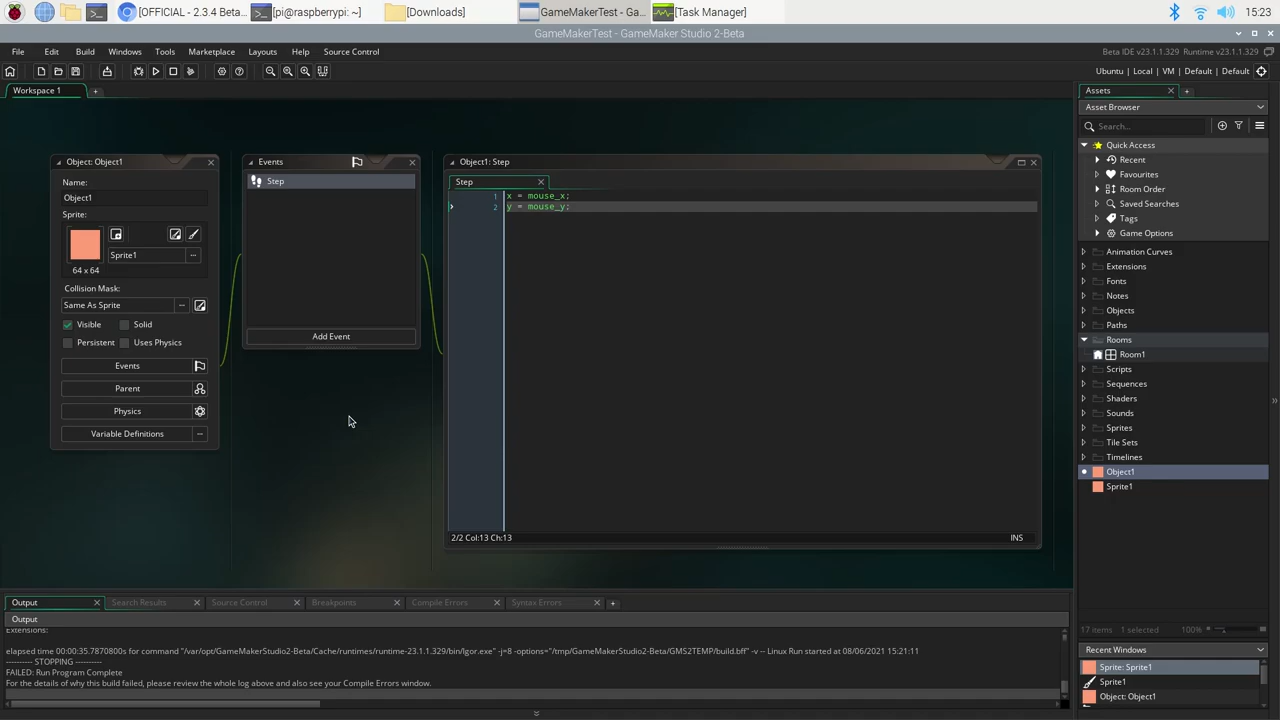 [OFFICIAL - 2.3.4 Beta...
[pi@raspberrypi: ~]
[Downloads]
GameMakerTest - Ga...
[Task Manager]
15:23
GameMakerTest - GameMaker Studio 2-Beta
File Edit Build Windows Tools Marketplace Layouts Help Source Control
Beta IDE v23.1.1.329 Runtime v23.1.1.329
Ubuntu | Local | VM | Default | Default
Workspace 1
Object: Object1
Name:
Object1
Sprite:
Sprite1
64 x 64
Collision Mask:
Same As Sprite
Visible Solid
Persistent Uses Physics
Events
Parent
Physics
Variable Definitions
Events
Step
Add Event
Object1: Step
Step
1 x = mouse_x;
2 y = mouse_y;
2/2 Col:13 Ch:13
INS
Assets
Asset Browser
Search...
Quick Access
Recent
Favourites
Room Order
Saved Searches
Tags
Game Options
Animation Curves
Extensions
Fonts
Notes
Objects
Paths
Rooms
Room1
Scripts
Sequences
Shaders
Sounds
Sprites
Tile Sets
Timelines
Object1
Sprite1
17 items 1 selected 100%
Recent Windows
Sprite: Sprite1
Sprite1
Object: Object1
Output Search Results Source Control Breakpoints Compile Errors Syntax Errors
Output
Extensions:
elapsed time 00:00:35.7870800s for command "/var/opt/GameMakerStudio2-Beta/Cache/runtimes/runtime-23.1.1.329/bin/Igor.exe" -j=8 -options="/tmp/GameMakerStudio2-Beta/GMS2TEMP/build.bff" -v -- Linux Run started at 08/06/2021 15:21:11
---------- STOPPING ----------
FAILED: Run Program Complete
For the details of why this build failed, please review the whole log above and also see your Compile Errors window.